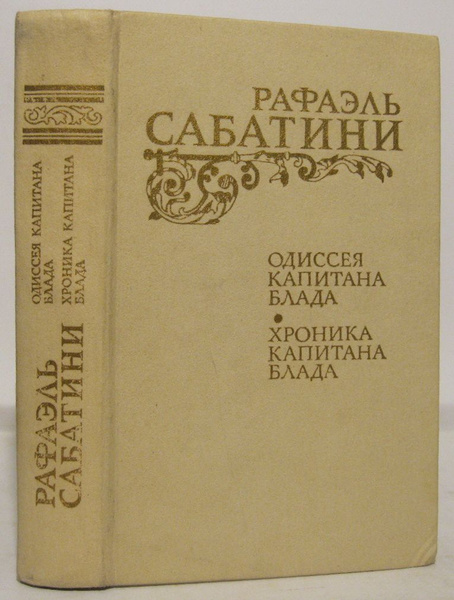 РАФАЭЛЬ
САБАТИНИ
ОДИССЕЯ
КАПИТАНА
БЛАДА
•
ХРОНИКА
КАПИТАНА
БЛАДА
РАФАЭЛЬ
САБАТИНИ
ОДИССЕЯ КАПИТАНА
БЛАДА
ХРОНИКА КАПИТАНА
БЛАДА